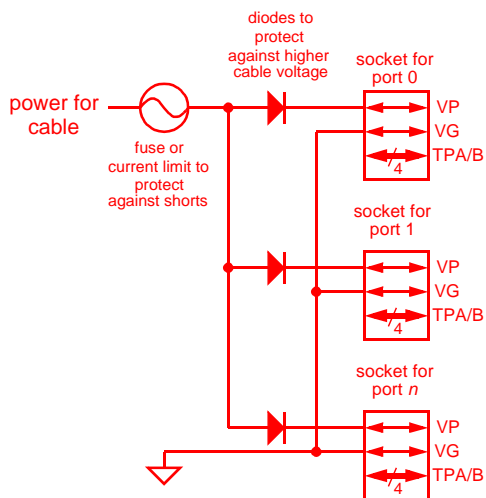 diodes to
protect
against higher
cable voltage
socket for
port 0
power for
cable
VP
VG
TPA/B
4
fuse or
current limit to
protect
against shorts
socket for
port 1
VP
VG
TPA/B
4
socket for
port n
VP
VG
TPA/B
4